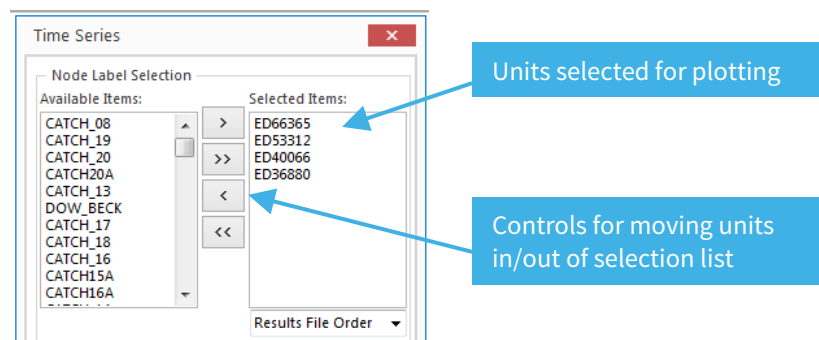 Time Series
x
Node Label Selection
Available Items:
Selected Items:
CATCH_08
CATCH_19
CATCH_20
CATCH20A
CATCH_13
DOW_BECK
CATCH_17
CATCH_18
CATCH_16
CATCH15A
CATCH16A
>
>>
<
<<
ED66365
ED53312
ED40066
ED36880
Results File Order
Units selected for plotting
Controls for moving units
in/out of selection list